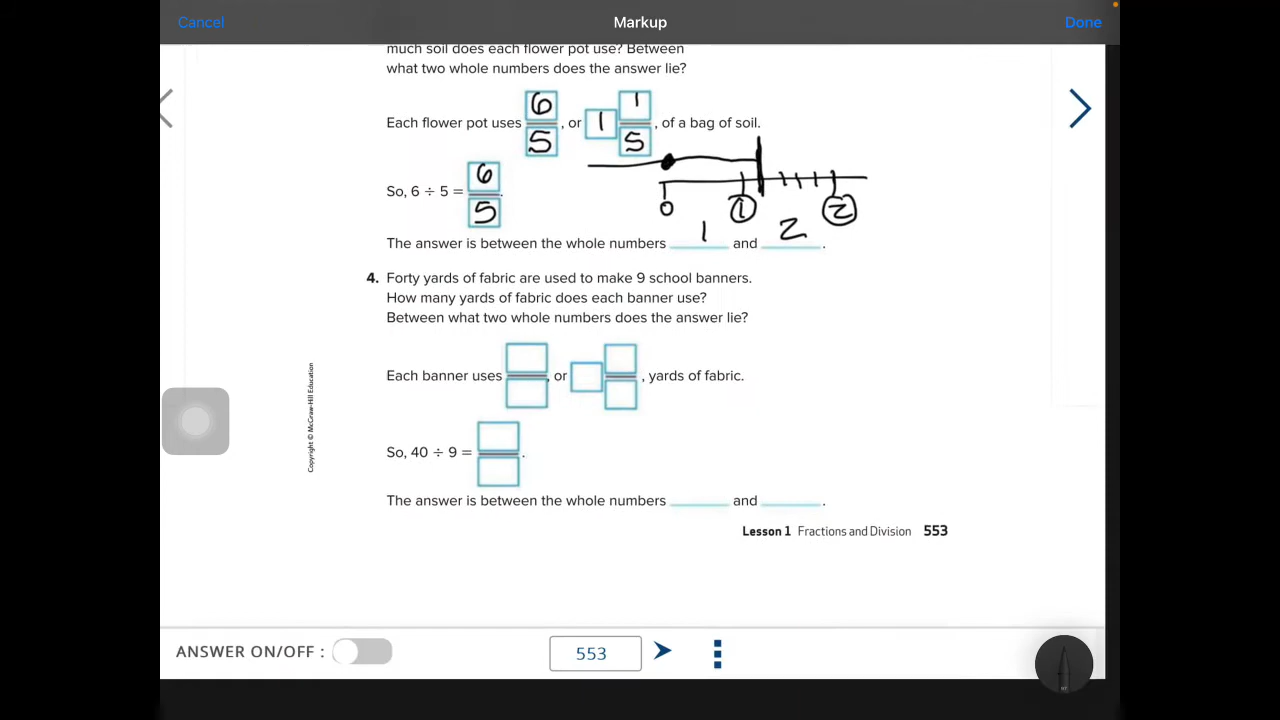 Cancel
Markup
Done
much soil does each flower pot use? Between
what two whole numbers does the answer lie?
Each flower pot uses 6/5, or 1 1/5, of a bag of soil.
So, 6 ÷ 5 = 6/5.
0 1 2
The answer is between the whole numbers 1 and 2.
4. Forty yards of fabric are used to make 9 school banners.
How many yards of fabric does each banner use?
Between what two whole numbers does the answer lie?
Each banner uses , or , yards of fabric.
So, 40 ÷ 9 = .
The answer is between the whole numbers ______ and ______.
Copyright © McGraw-Hill Education
Lesson 1 Fractions and Division 553
ANSWER ON/OFF :
553
97